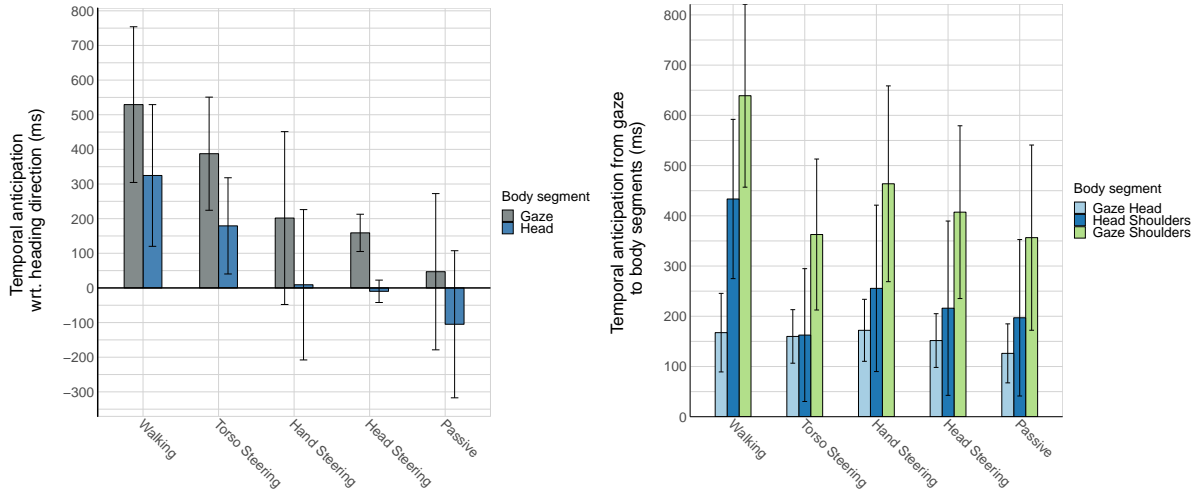 Temporal anticipation
wrt. heading direction (ms)
800
700
600
500
400
300
200
100
0
−100
−200
−300
Walking
Torso Steering
Hand Steering
Head Steering
Passive
Body segment
Gaze
Head
Temporal anticipation from gaze
to body segments (ms)
800
700
600
500
400
300
200
100
0
Walking
Torso Steering
Hand Steering
Head Steering
Passive
Body segment
Gaze Head
Head Shoulders
Gaze Shoulders